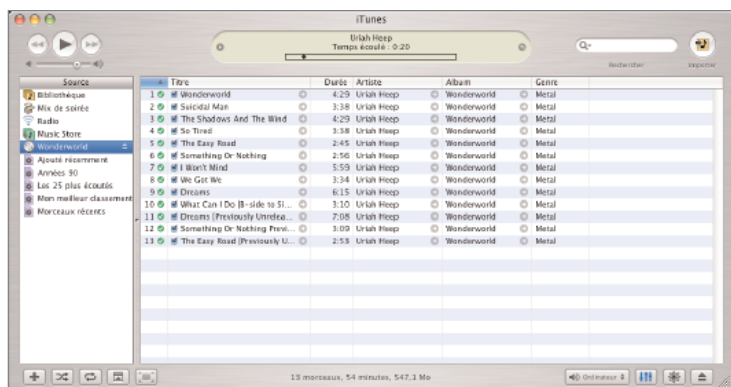 iTunes
Uriah Heep
Temps écoulé : 0:20
Rechercher
Importer
Source
Bibliothèque
Mix de soirée
Radio
Music Store
Wonderworld
Ajouté récemment
Années 90
Les 25 plus écoutés
Mon meilleur classement
Morceaux récents
Titre Durée Artiste Album Genre
1 Wonderworld 4:29 Uriah Heep Wonderworld Metal
2 Suicidal Man 3:38 Uriah Heep Wonderworld Metal
3 The Shadows And The Wind 4:29 Uriah Heep Wonderworld Metal
4 So Tired 3:38 Uriah Heep Wonderworld Metal
5 The Easy Road 2:45 Uriah Heep Wonderworld Metal
6 Something Or Nothing 2:56 Uriah Heep Wonderworld Metal
7 I Won't Mind 5:59 Uriah Heep Wonderworld Metal
8 We Got We 3:34 Uriah Heep Wonderworld Metal
9 Dreams 6:15 Uriah Heep Wonderworld Metal
10 What Can I Do [B-side to Si... 3:10 Uriah Heep Wonderworld Metal
11 Dreams [Previously Unrelea... 7:08 Uriah Heep Wonderworld Metal
12 Something Or Nothing Previ... 3:09 Uriah Heep Wonderworld Metal
13 The Easy Road [Previously U... 2:53 Uriah Heep Wonderworld Metal
13 morceaux, 54 minutes, 547,1 Mo
Ordinateur